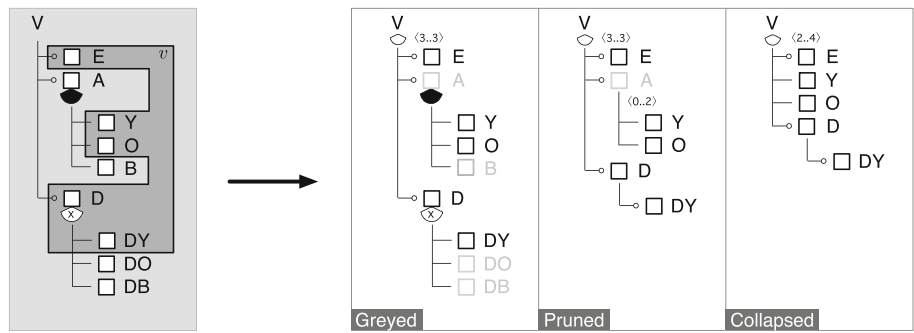 V
E
v
A
Y
O
B
D
X
DY
DO
DB
V
⟨3..3⟩
E
A
Y
O
B
D
X
DY
DO
DB
Greyed
V
⟨3..3⟩
E
A
⟨0..2⟩
Y
O
D
DY
Pruned
V
⟨2..4⟩
E
Y
O
D
DY
Collapsed